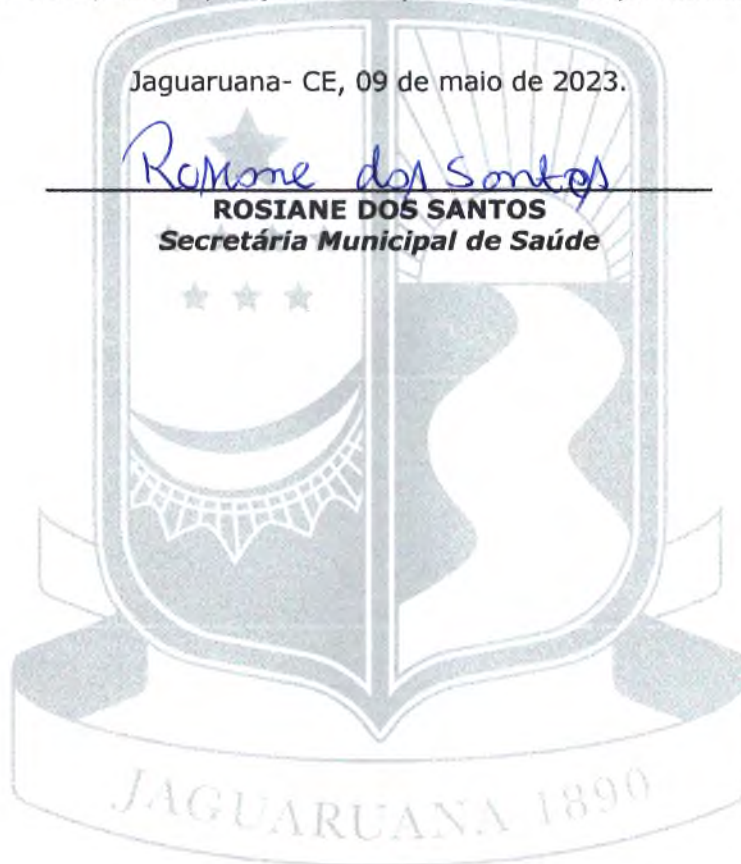 Jaguaruana- CE, 09 de maio de 2023.
Rosiane dos Santos
ROSIANE DOS SANTOS
Secretária Municipal de Saúde
JAGUARUANA 1890